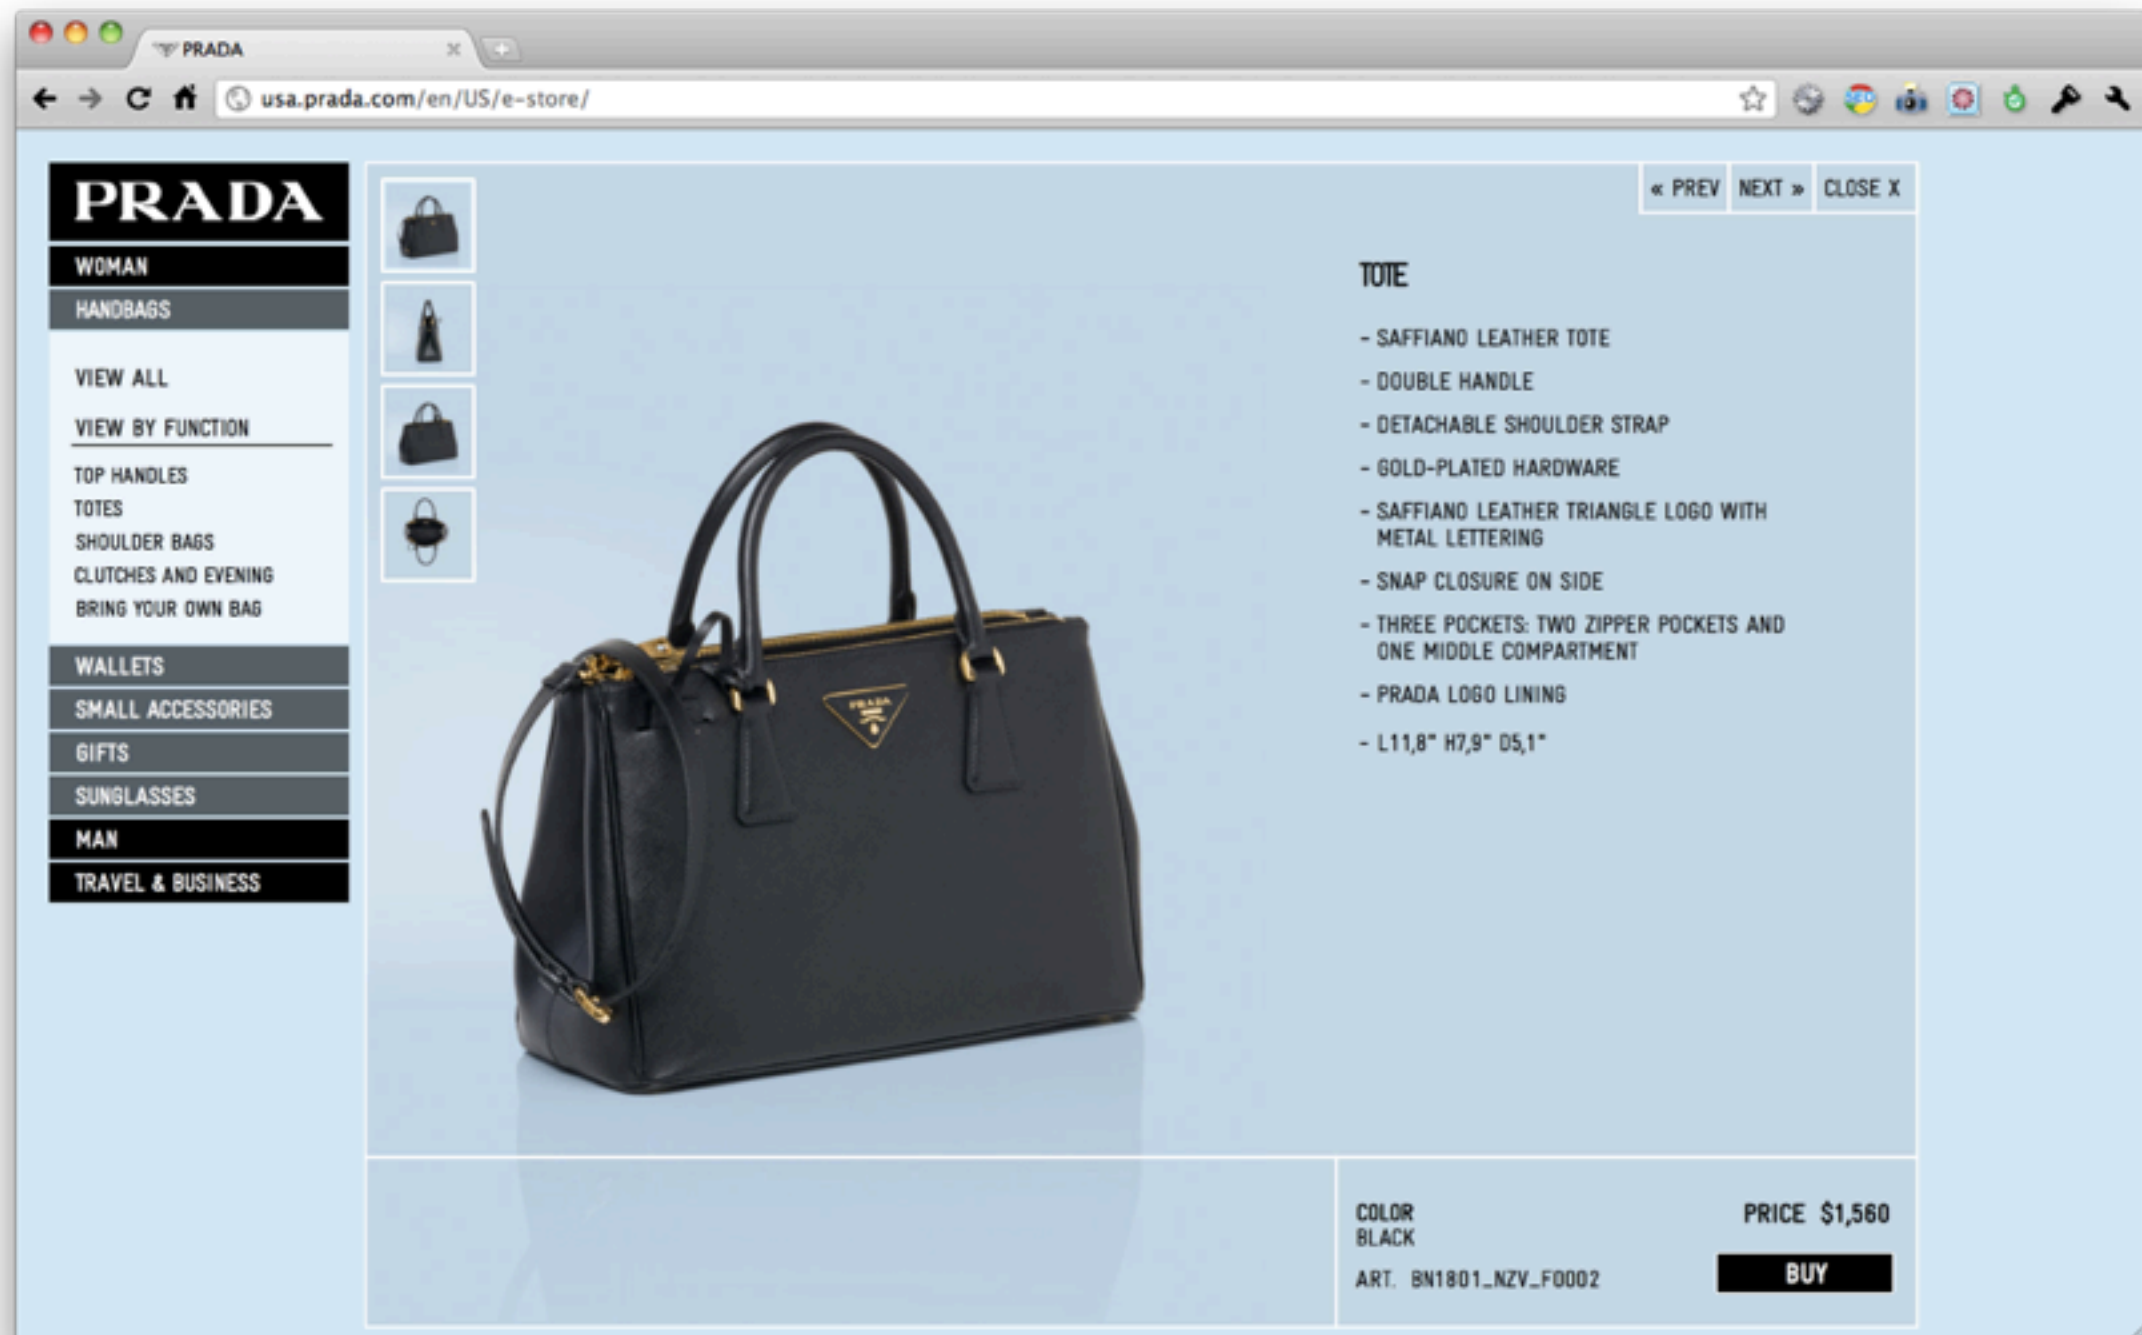 PRADA
usa.prada.com/en/US/e-store/
PRADA
WOMAN
HANDBAGS
VIEW ALL
VIEW BY FUNCTION
TOP HANDLES
TOTES
SHOULDER BAGS
CLUTCHES AND EVENING
BRING YOUR OWN BAG
WALLETS
SMALL ACCESSORIES
GIFTS
SUNGLASSES
MAN
TRAVEL & BUSINESS
« PREV NEXT » CLOSE X
TOTE
- SAFFIANO LEATHER TOTE
- DOUBLE HANDLE
- DETACHABLE SHOULDER STRAP
- GOLD-PLATED HARDWARE
- SAFFIANO LEATHER TRIANGLE LOGO WITH
METAL LETTERING
- SNAP CLOSURE ON SIDE
- THREE POCKETS: TWO ZIPPER POCKETS AND
ONE MIDDLE COMPARTMENT
- PRADA LOGO LINING
- L11,8" H7,9" D5,1"
PRADA
COLOR
BLACK
ART. BN1801_NZV_F0002
PRICE $1,560
BUY